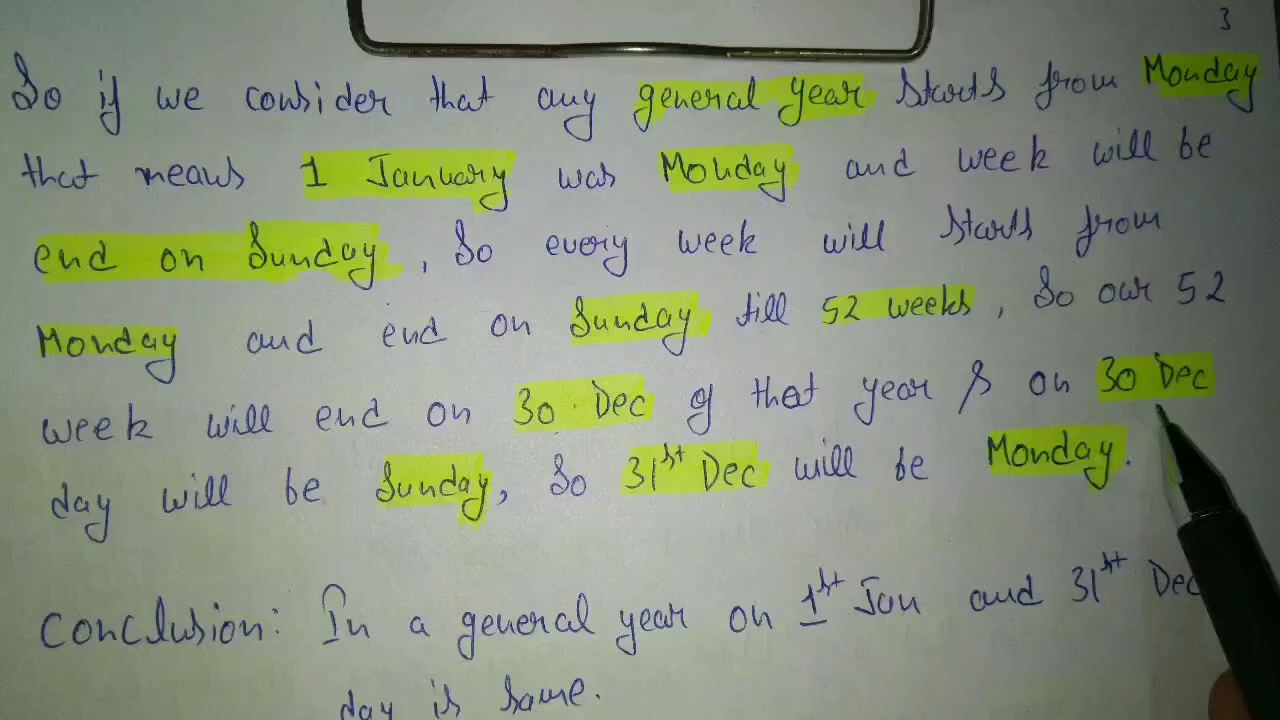 3
So if we consider that any general year starts from Monday
that means 1 January was Monday and week will be
end on Sunday, So every week will starts from
Monday and end on Sunday till 52 weeks, So our 52
week will end on 30 Dec of that year & on 30 Dec
day will be Sunday, So 31st Dec will be Monday.
Conclusion: In a general year on 1st Jan and 31st Dec
day is same.